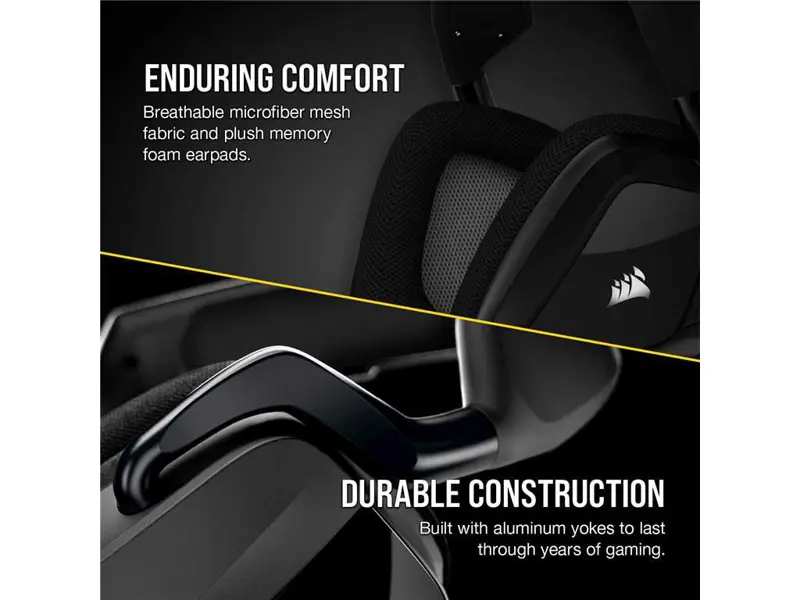 ENDURING COMFORT
Breathable microfiber mesh
fabric and plush memory
foam earpads.
DURABLE CONSTRUCTION
Built with aluminum yokes to last
through years of gaming.